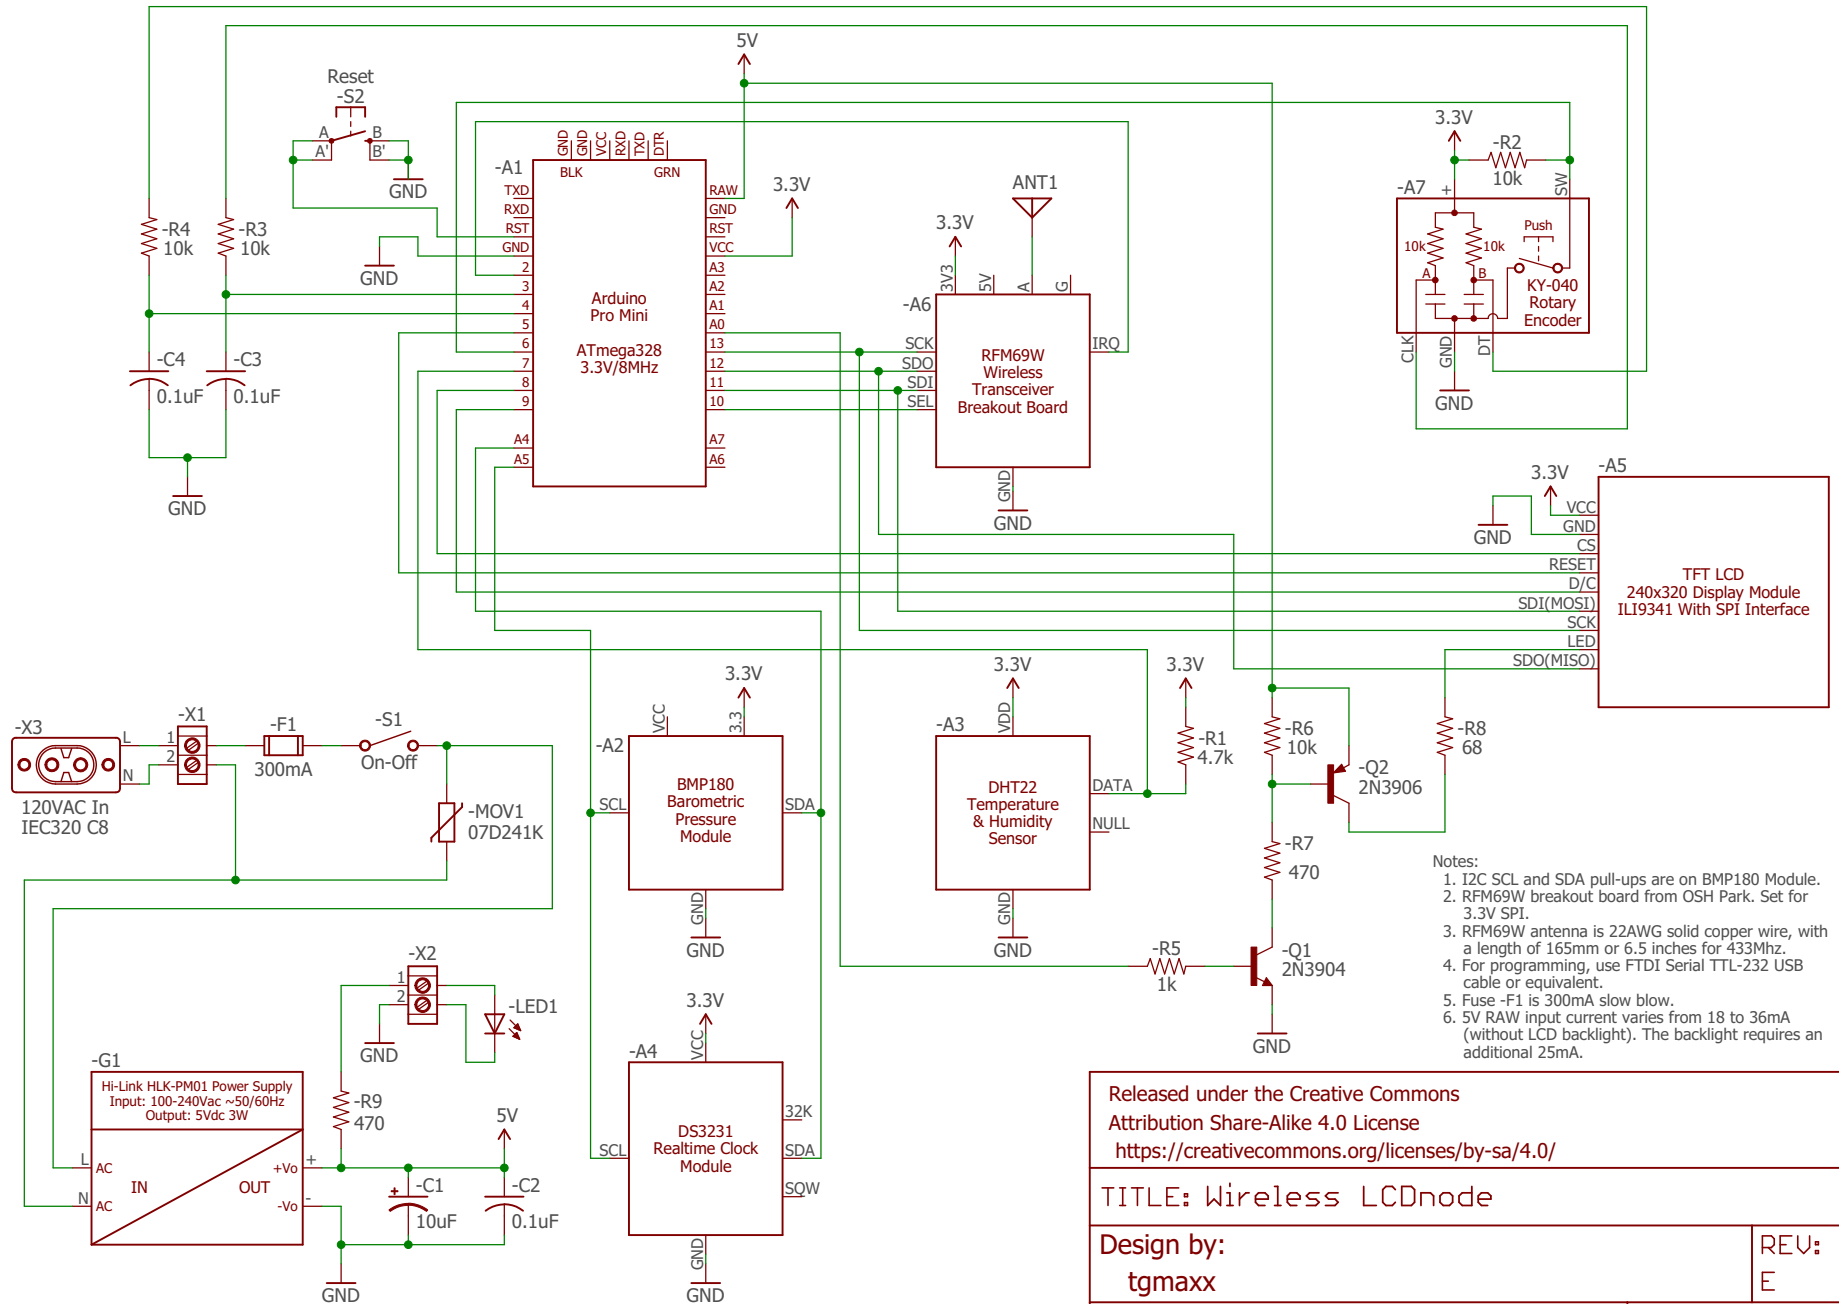 5V
Reset
-S2
A
B
A'
B'
GND
-R4
10k
-R3
10k
GND
-C4
0.1uF
-C3
0.1uF
GND
-A1
GND
GND
VCC
RXD
TXD
DTR
BLK
GRN
TXD
RXD
RST
GND
2
3
4
5
6
7
8
9
A4
A5
Arduino
Pro Mini
ATmega328
3.3V/8MHz
RAW
GND
RST
VCC
A3
A2
A1
A0
13
12
11
10
A7
A6
3.3V
ANT1
3.3V
-A6
3V3
5V
A
G
SCK
SDO
SDI
SEL
IRQ
RFM69W
Wireless
Transceiver
Breakout Board
GND
GND
3.3V
-R2
10k
-A7
+
SW
10k
10k
Push
A
B
KY-040
Rotary
Encoder
CLK
GND
DT
GND
3.3V
-A5
GND
VCC
GND
CS
RESET
D/C
SDI(MOSI)
SCK
LED
SDO(MISO)
TFT LCD
240x320 Display Module
ILI9341 With SPI Interface
-X3
L
N
120VAC In
IEC320 C8
-X1
1
2
-F1
300mA
-S1
On-Off
-MOV1
07D241K
3.3V
-A2
VCC
3.3
SCL
SDA
BMP180
Barometric
Pressure
Module
GND
GND
3.3V
-A3
VDD
DATA
NULL
DHT22
Temperature
& Humidity
Sensor
GND
GND
3.3V
-R1
4.7k
-R6
10k
-Q2
2N3906
-R8
68
-R7
470
-R5
1k
-Q1
2N3904
GND
Notes:
1. I2C SCL and SDA pull-ups are on BMP180 Module.
2. RFM69W breakout board from OSH Park. Set for
3.3V SPI.
3. RFM69W antenna is 22AWG solid copper wire, with
a length of 165mm or 6.5 inches for 433Mhz.
4. For programming, use FTDI Serial TTL-232 USB
cable or equivalent.
5. Fuse -F1 is 300mA slow blow.
6. 5V RAW input current varies from 18 to 36mA
(without LCD backlight). The backlight requires an
additional 25mA.
-X2
1
2
GND
-LED1
-G1
Hi-Link HLK-PM01 Power Supply
Input: 100-240Vac ~50/60Hz
Output: 5Vdc 3W
L
AC
N
AC
IN
OUT
+Vo
+
-Vo
-
-R9
470
5V
+
-C1
10uF
-C2
0.1uF
GND
3.3V
-A4
VCC
32K
SCL
SDA
SQW
DS3231
Realtime Clock
Module
GND
GND
Released under the Creative Commons
Attribution Share-Alike 4.0 License
https://creativecommons.org/licenses/by-sa/4.0/
TITLE: Wireless LCDnode
Design by:
tgmaxx
REV:
E